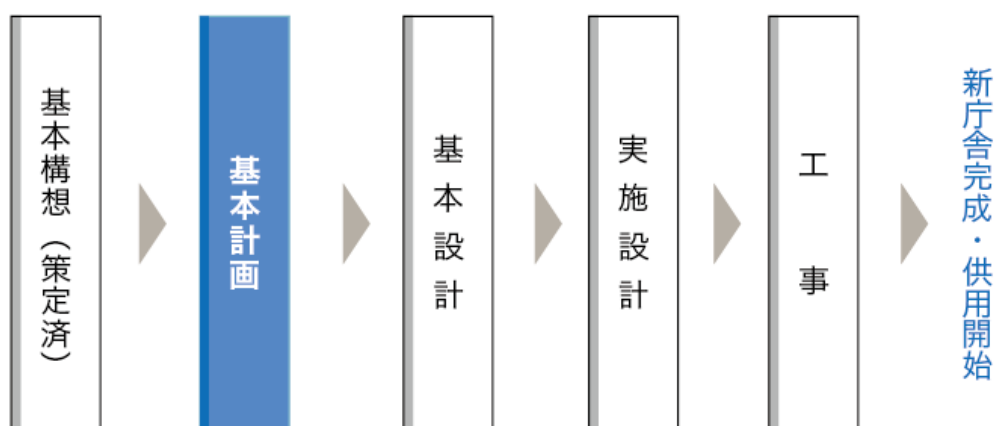 基本構想（策定済）
基本計画
基本設計
実施設計
工事
新庁舎完成・供用開始